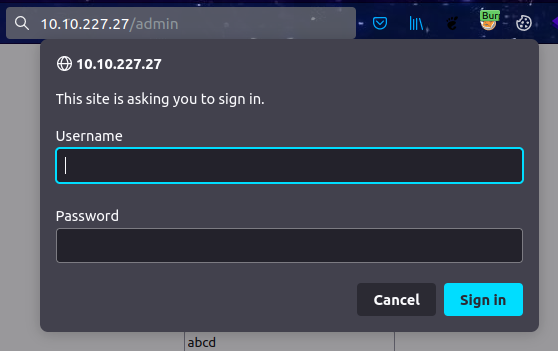 10.10.227.27/admin
Bur
10.10.227.27
This site is asking you to sign in.
Username
Password
Cancel
Sign in
abcd